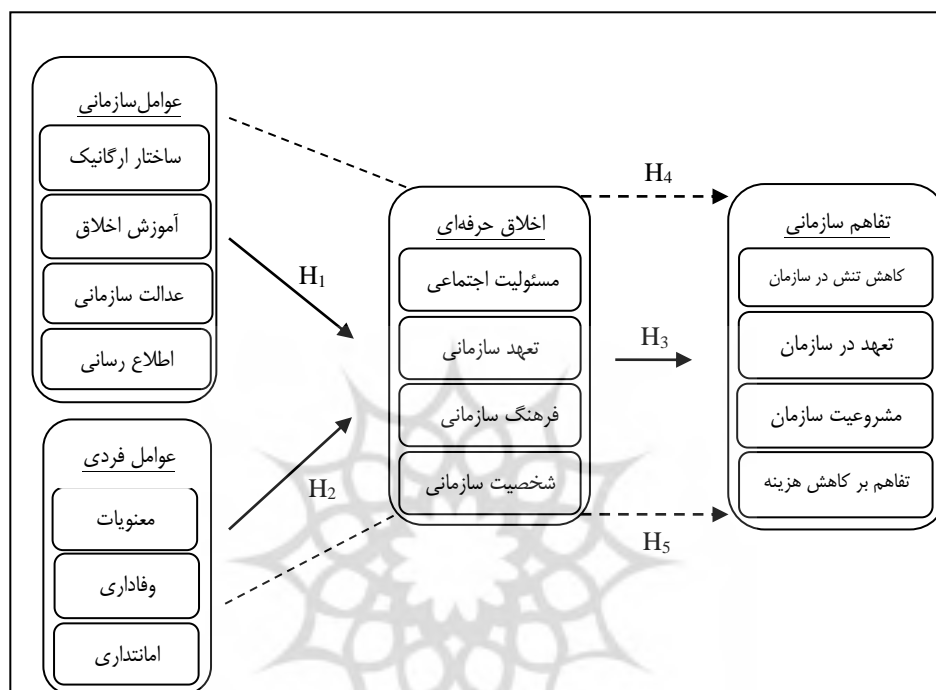 عوامل‌سازمانی
ساختار ارگانیک
آموزش اخلاق
عدالت سازمانی
اطلاع رسانی
عوامل فردی
معنویات
وفاداری
امانتداری
H₁
H₂
اخلاق حرفه‌ای
مسئولیت اجتماعی
تعهد سازمانی
فرهنگ سازمانی
شخصیت سازمانی
H₄
H₃
H₅
تفاهم سازمانی
کاهش تنش در سازمان
تعهد در سازمان
مشروعیت سازمان
تفاهم بر کاهش هزینه